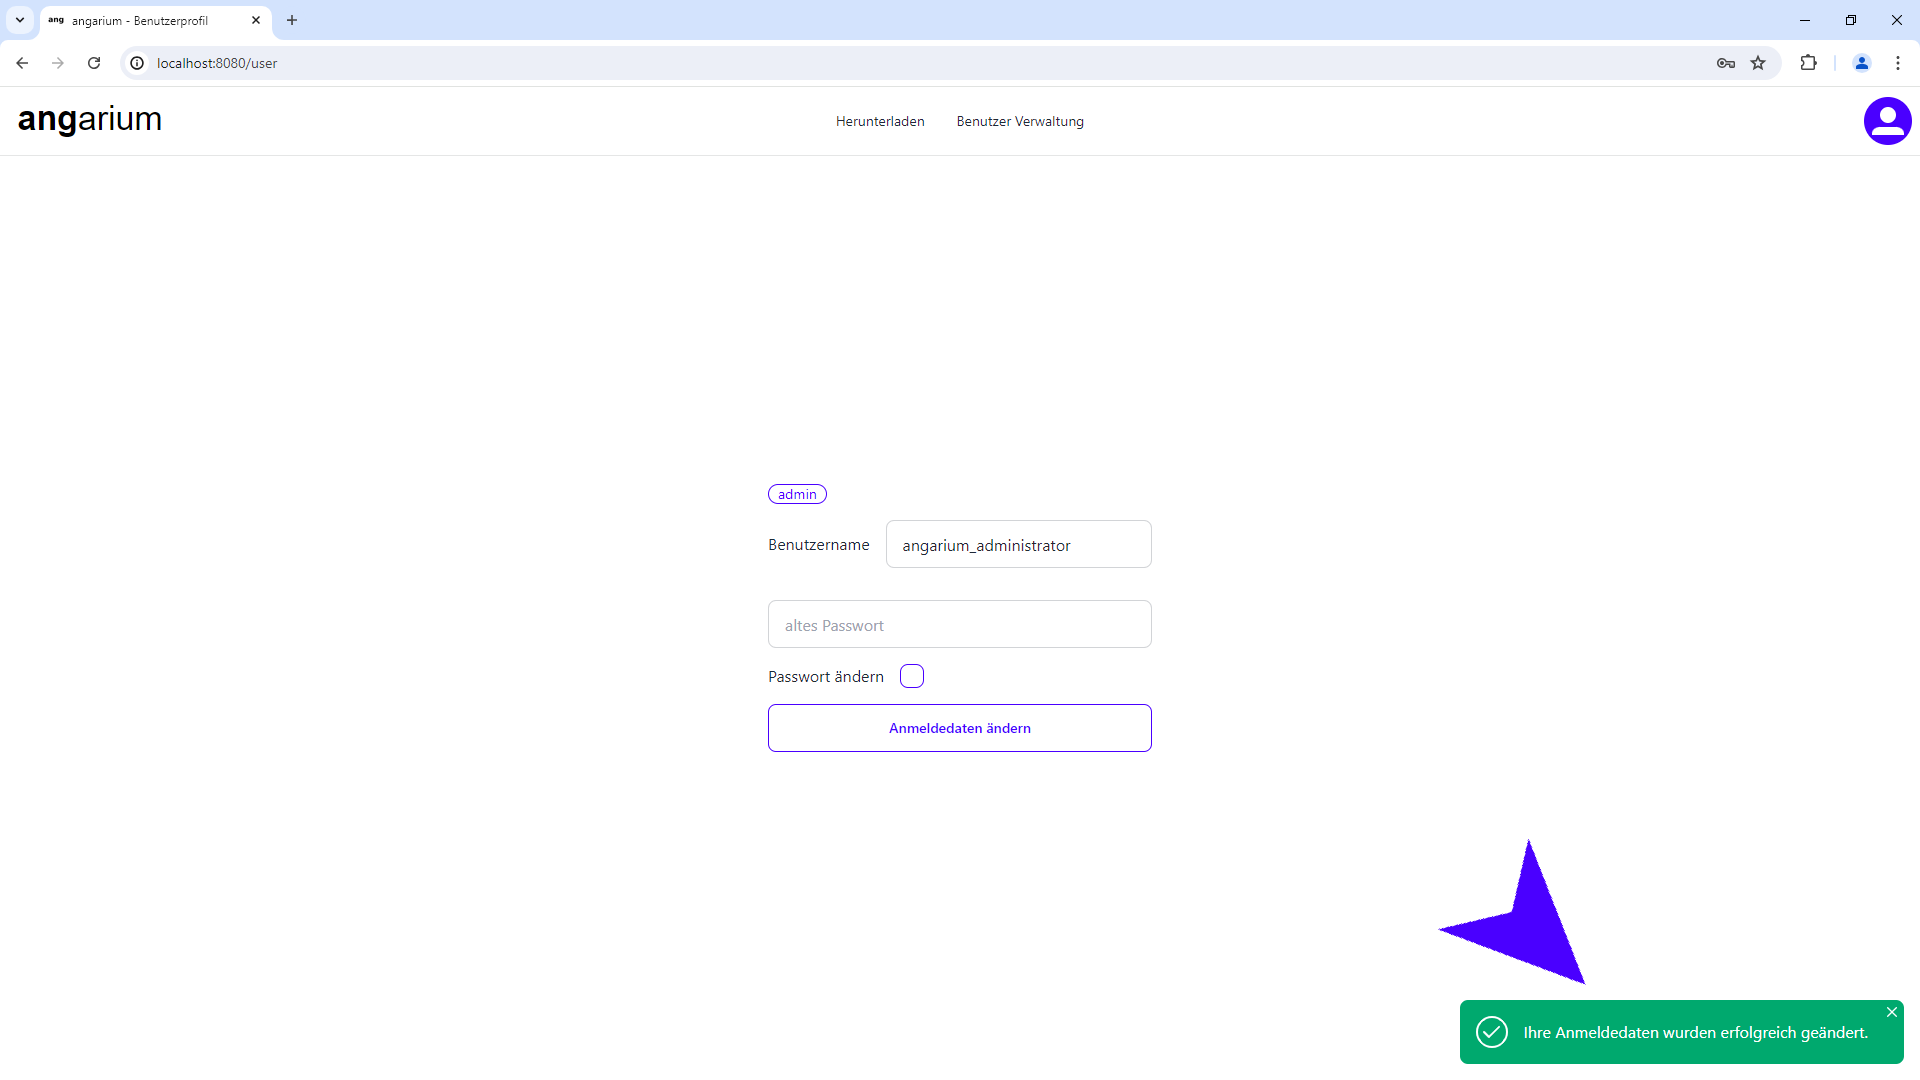 ang angarium - Benutzerprofil
localhost:8080/user
angarium
Herunterladen Benutzer Verwaltung
admin
Benutzername angarium_administrator
altes Passwort
Passwort ändern
Anmeldedaten ändern
Ihre Anmeldedaten wurden erfolgreich geändert.